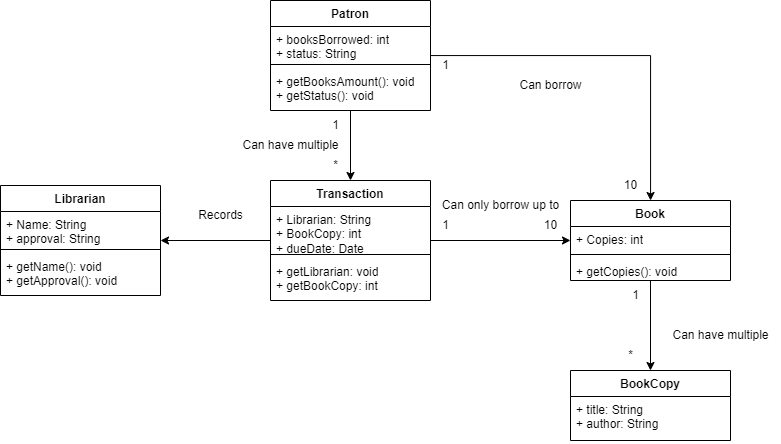 Patron
+ booksBorrowed: int
+ status: String
+ getBooksAmount(): void
+ getStatus(): void
1
Can borrow
10
1
Can have multiple
*
Librarian
+ Name: String
+ approval: String
+ getName(): void
+ getApproval(): void
Records
Transaction
+ Librarian: String
+ BookCopy: int
+ dueDate: Date
+ getLibrarian: void
+ getBookCopy: int
Can only borrow up to
1
10
Book
+ Copies: int
+ getCopies(): void
1
Can have multiple
*
BookCopy
+ title: String
+ author: String